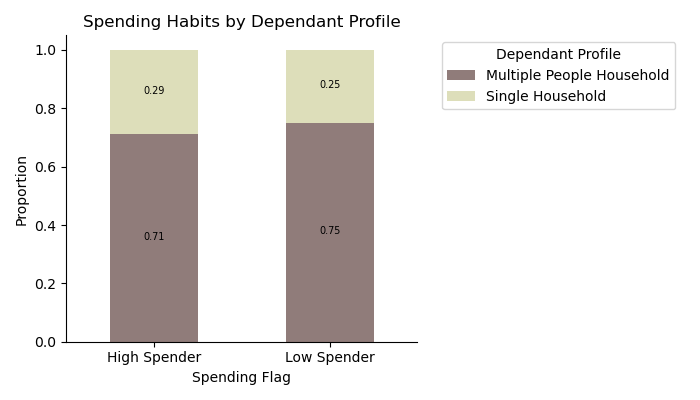 Spending Habits by Dependant Profile
Dependant Profile
Multiple People Household
Single Household
Proportion
1.0
0.8
0.6
0.4
0.2
0.0
0.29
0.25
0.71
0.75
High Spender
Low Spender
Spending Flag